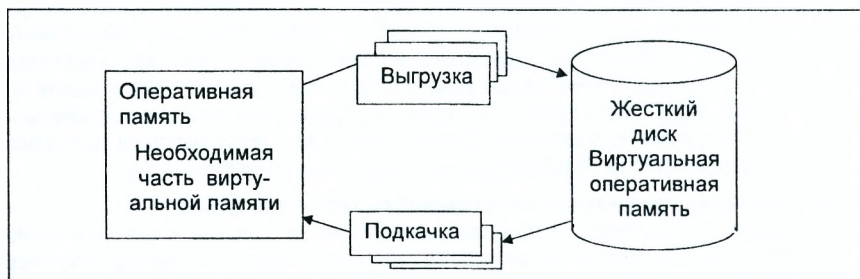 Выгрузка
Оперативная
память
Необходимая
часть вирту-
альной памяти
Жесткий
диск
Виртуальная
оперативная
память
Подкачка